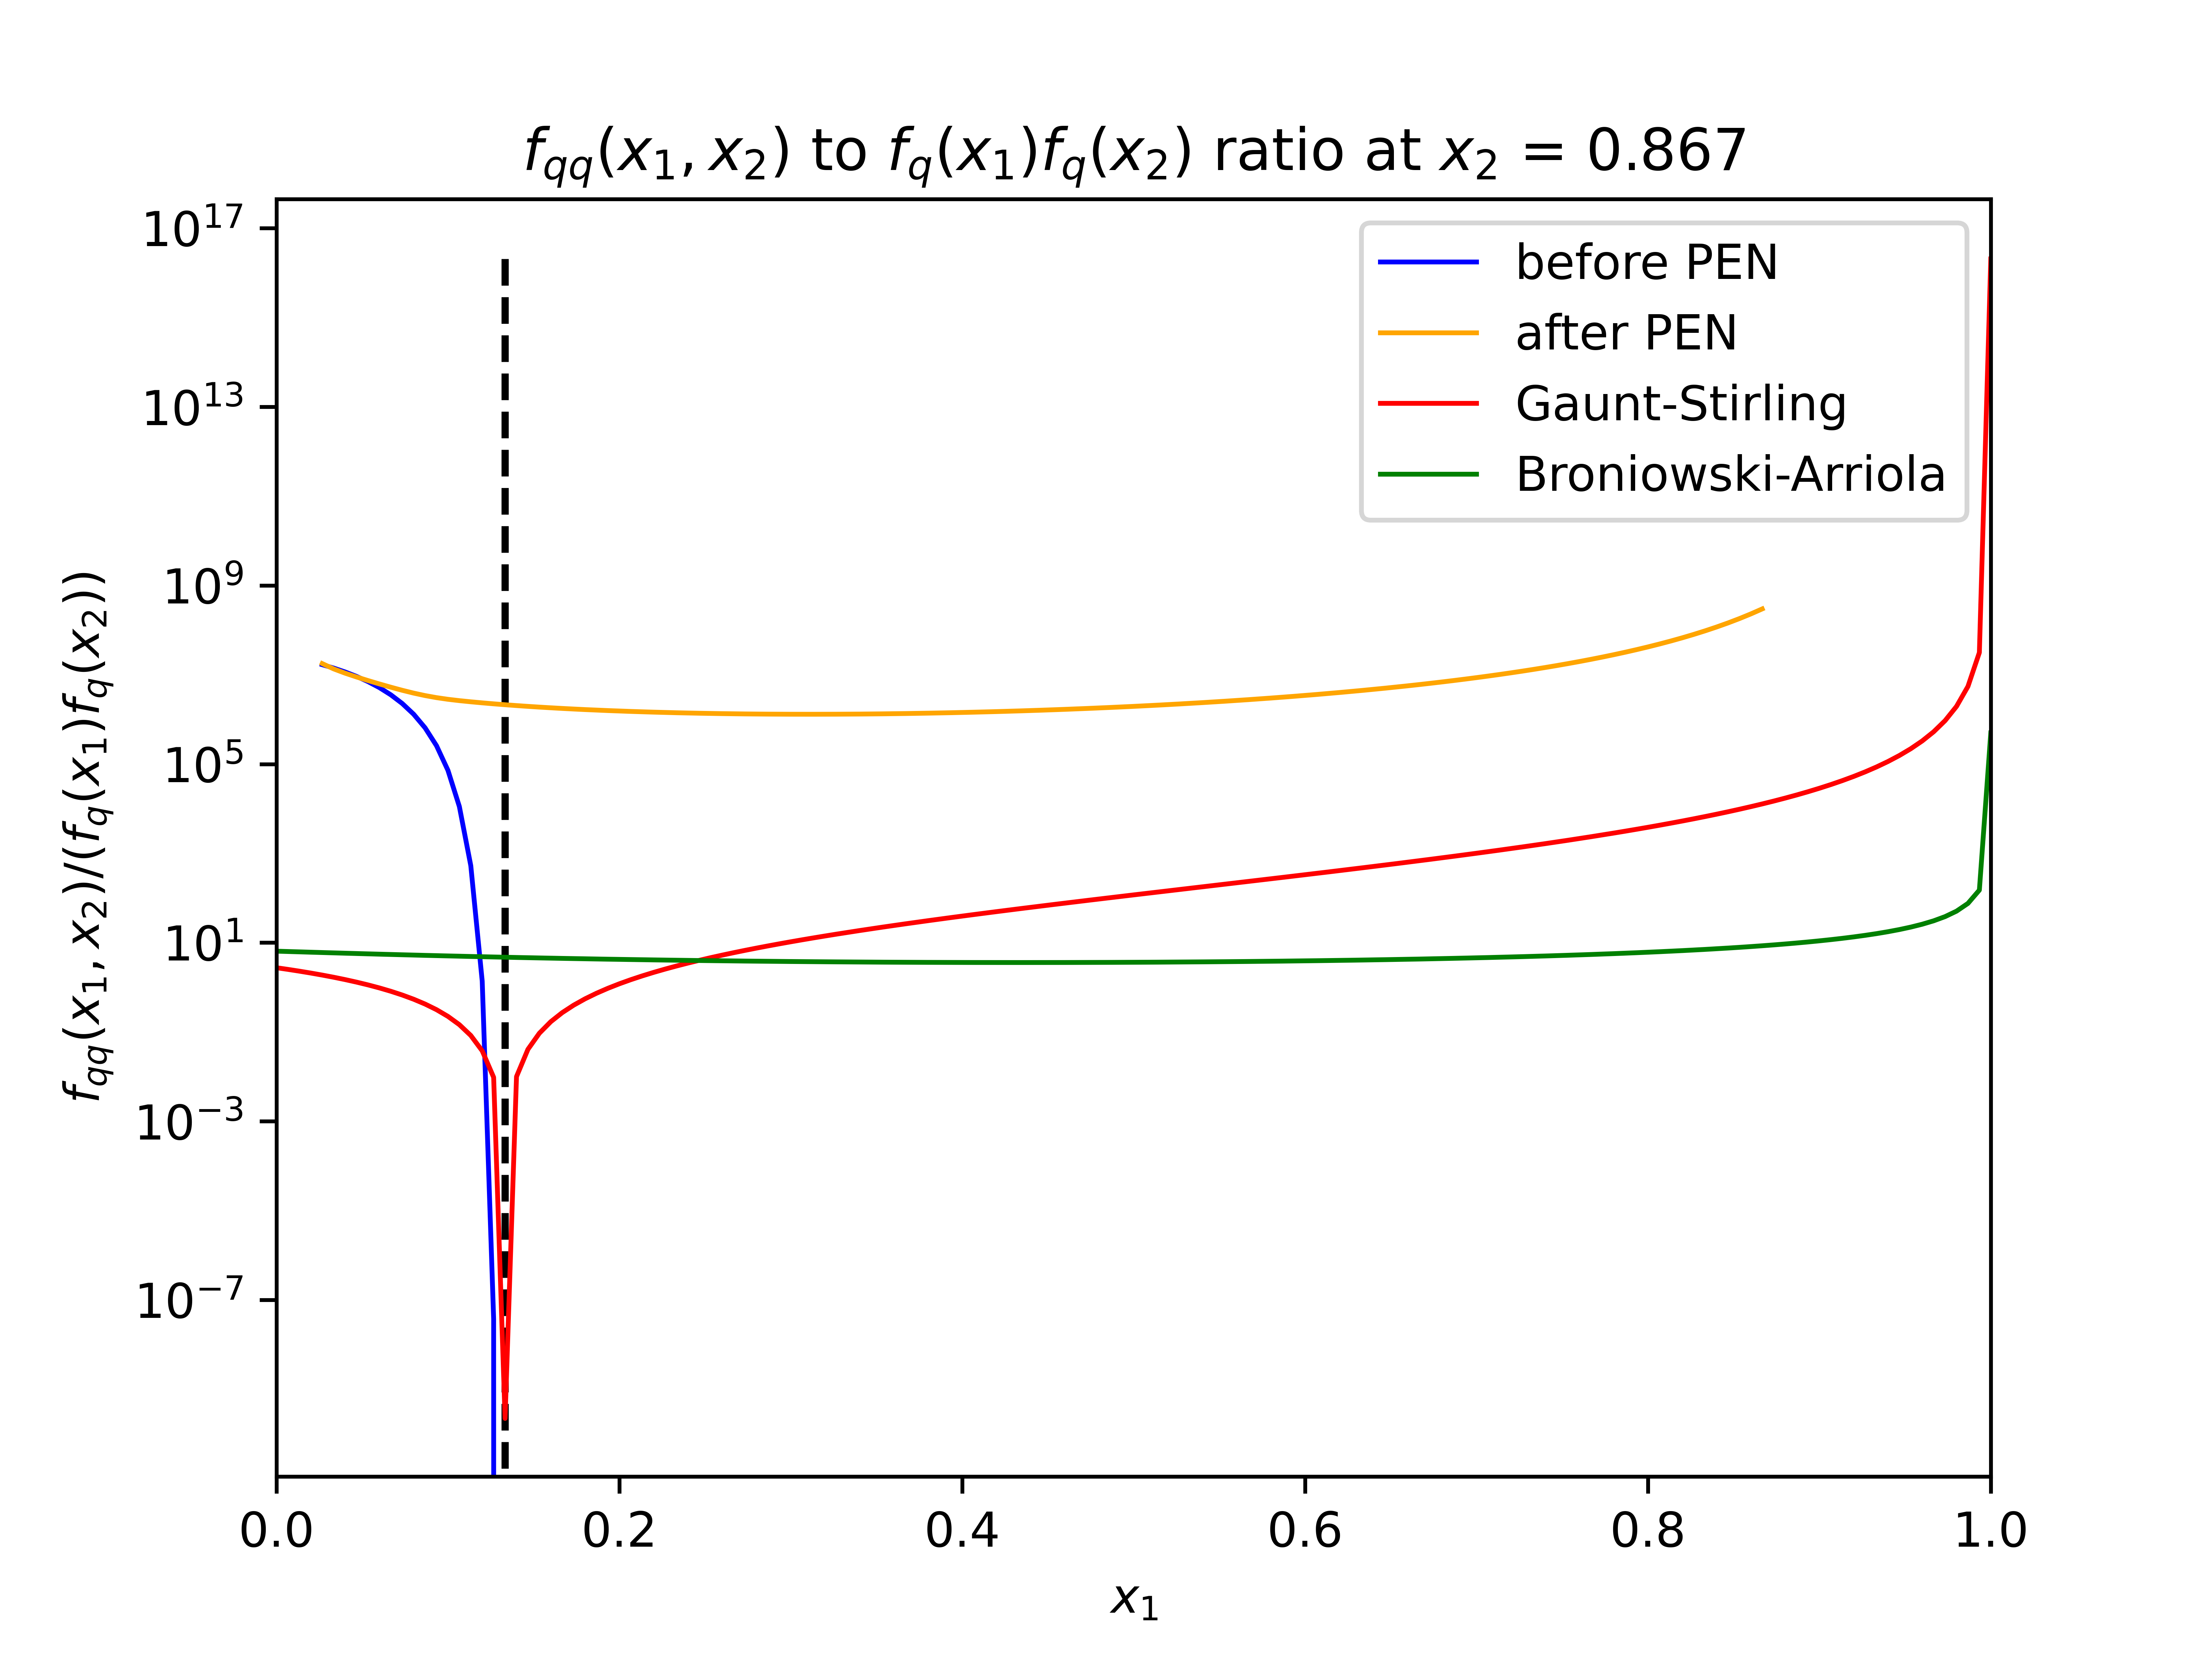 f_qq(x_1, x_2) to f_q(x_1)f_q(x_2) ratio at x_2 = 0.867
10^17
10^13
10^9
10^5
10^1
10^−3
10^−7
f_qq(x_1, x_2)/(f_q(x_1)f_q(x_2))
before PEN
after PEN
Gaunt-Stirling
Broniowski-Arriola
0.0 0.2 0.4 0.6 0.8 1.0
x_1